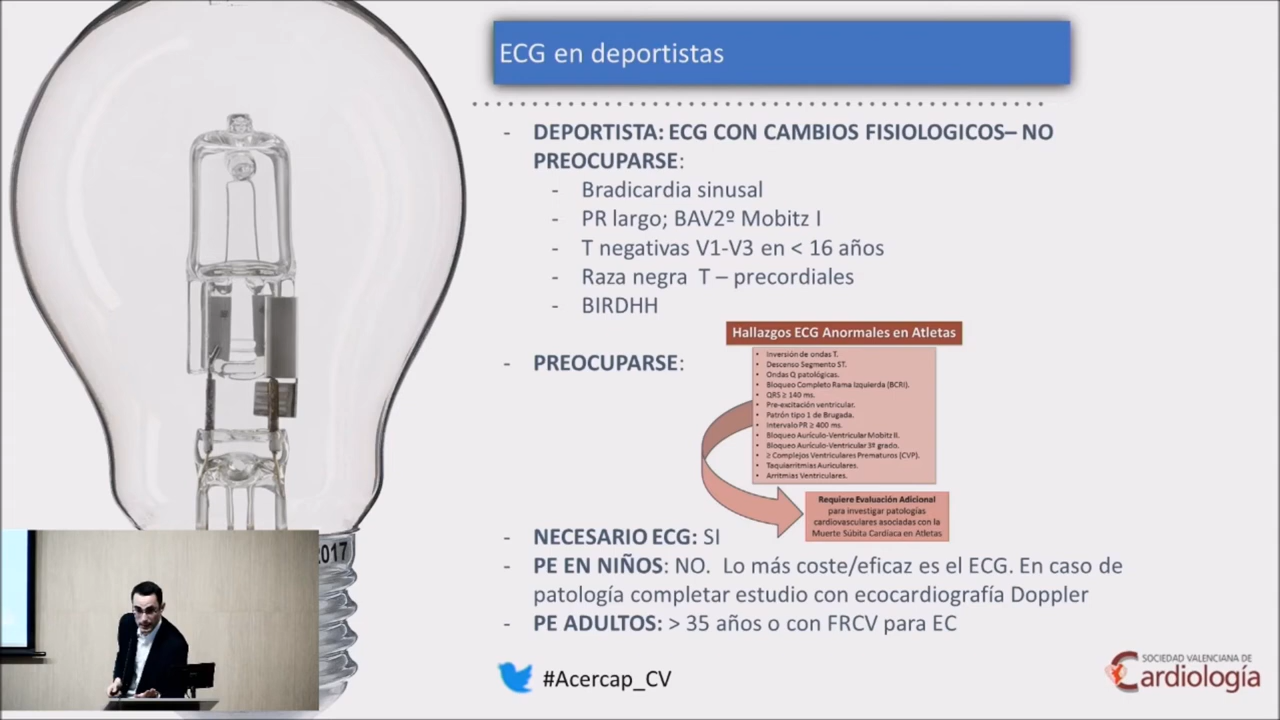 ECG en deportistas
- DEPORTISTA: ECG CON CAMBIOS FISIOLOGICOS– NO
PREOCUPARSE:
- Bradicardia sinusal
- PR largo; BAV2º Mobitz I
- T negativas V1-V3 en < 16 años
- Raza negra T – precordiales
- BIRDHH
- PREOCUPARSE:
Hallazgos ECG Anormales en Atletas
• Inversión de ondas T.
• Descenso Segmento ST.
• Ondas Q patológicas.
• Bloqueo Completo Rama Izquierda (BCRI).
• QRS ≥ 140 ms.
• Pre-excitación ventricular.
• Patrón tipo 1 de Brugada.
• Intervalo PR ≥ 400 ms.
• Bloqueo Aurículo-Ventricular Mobitz II.
• Bloqueo Aurículo-Ventricular 3º grado.
• ≥ Complejos Ventriculares Prematuros (CVP).
• Taquiarritmias Auriculares.
• Arritmias Ventriculares.
Requiere Evaluación Adicional
para investigar patologías
cardiovasculares asociadas con la
Muerte Súbita Cardíaca en Atletas
- NECESARIO ECG: SI
- PE EN NIÑOS: NO. Lo más coste/eficaz es el ECG. En caso de
patología completar estudio con ecocardiografía Doppler
- PE ADULTOS: > 35 años o con FRCV para EC
2017
#Acercap_CV
SOCIEDAD VALENCIANA DE
Cardiología